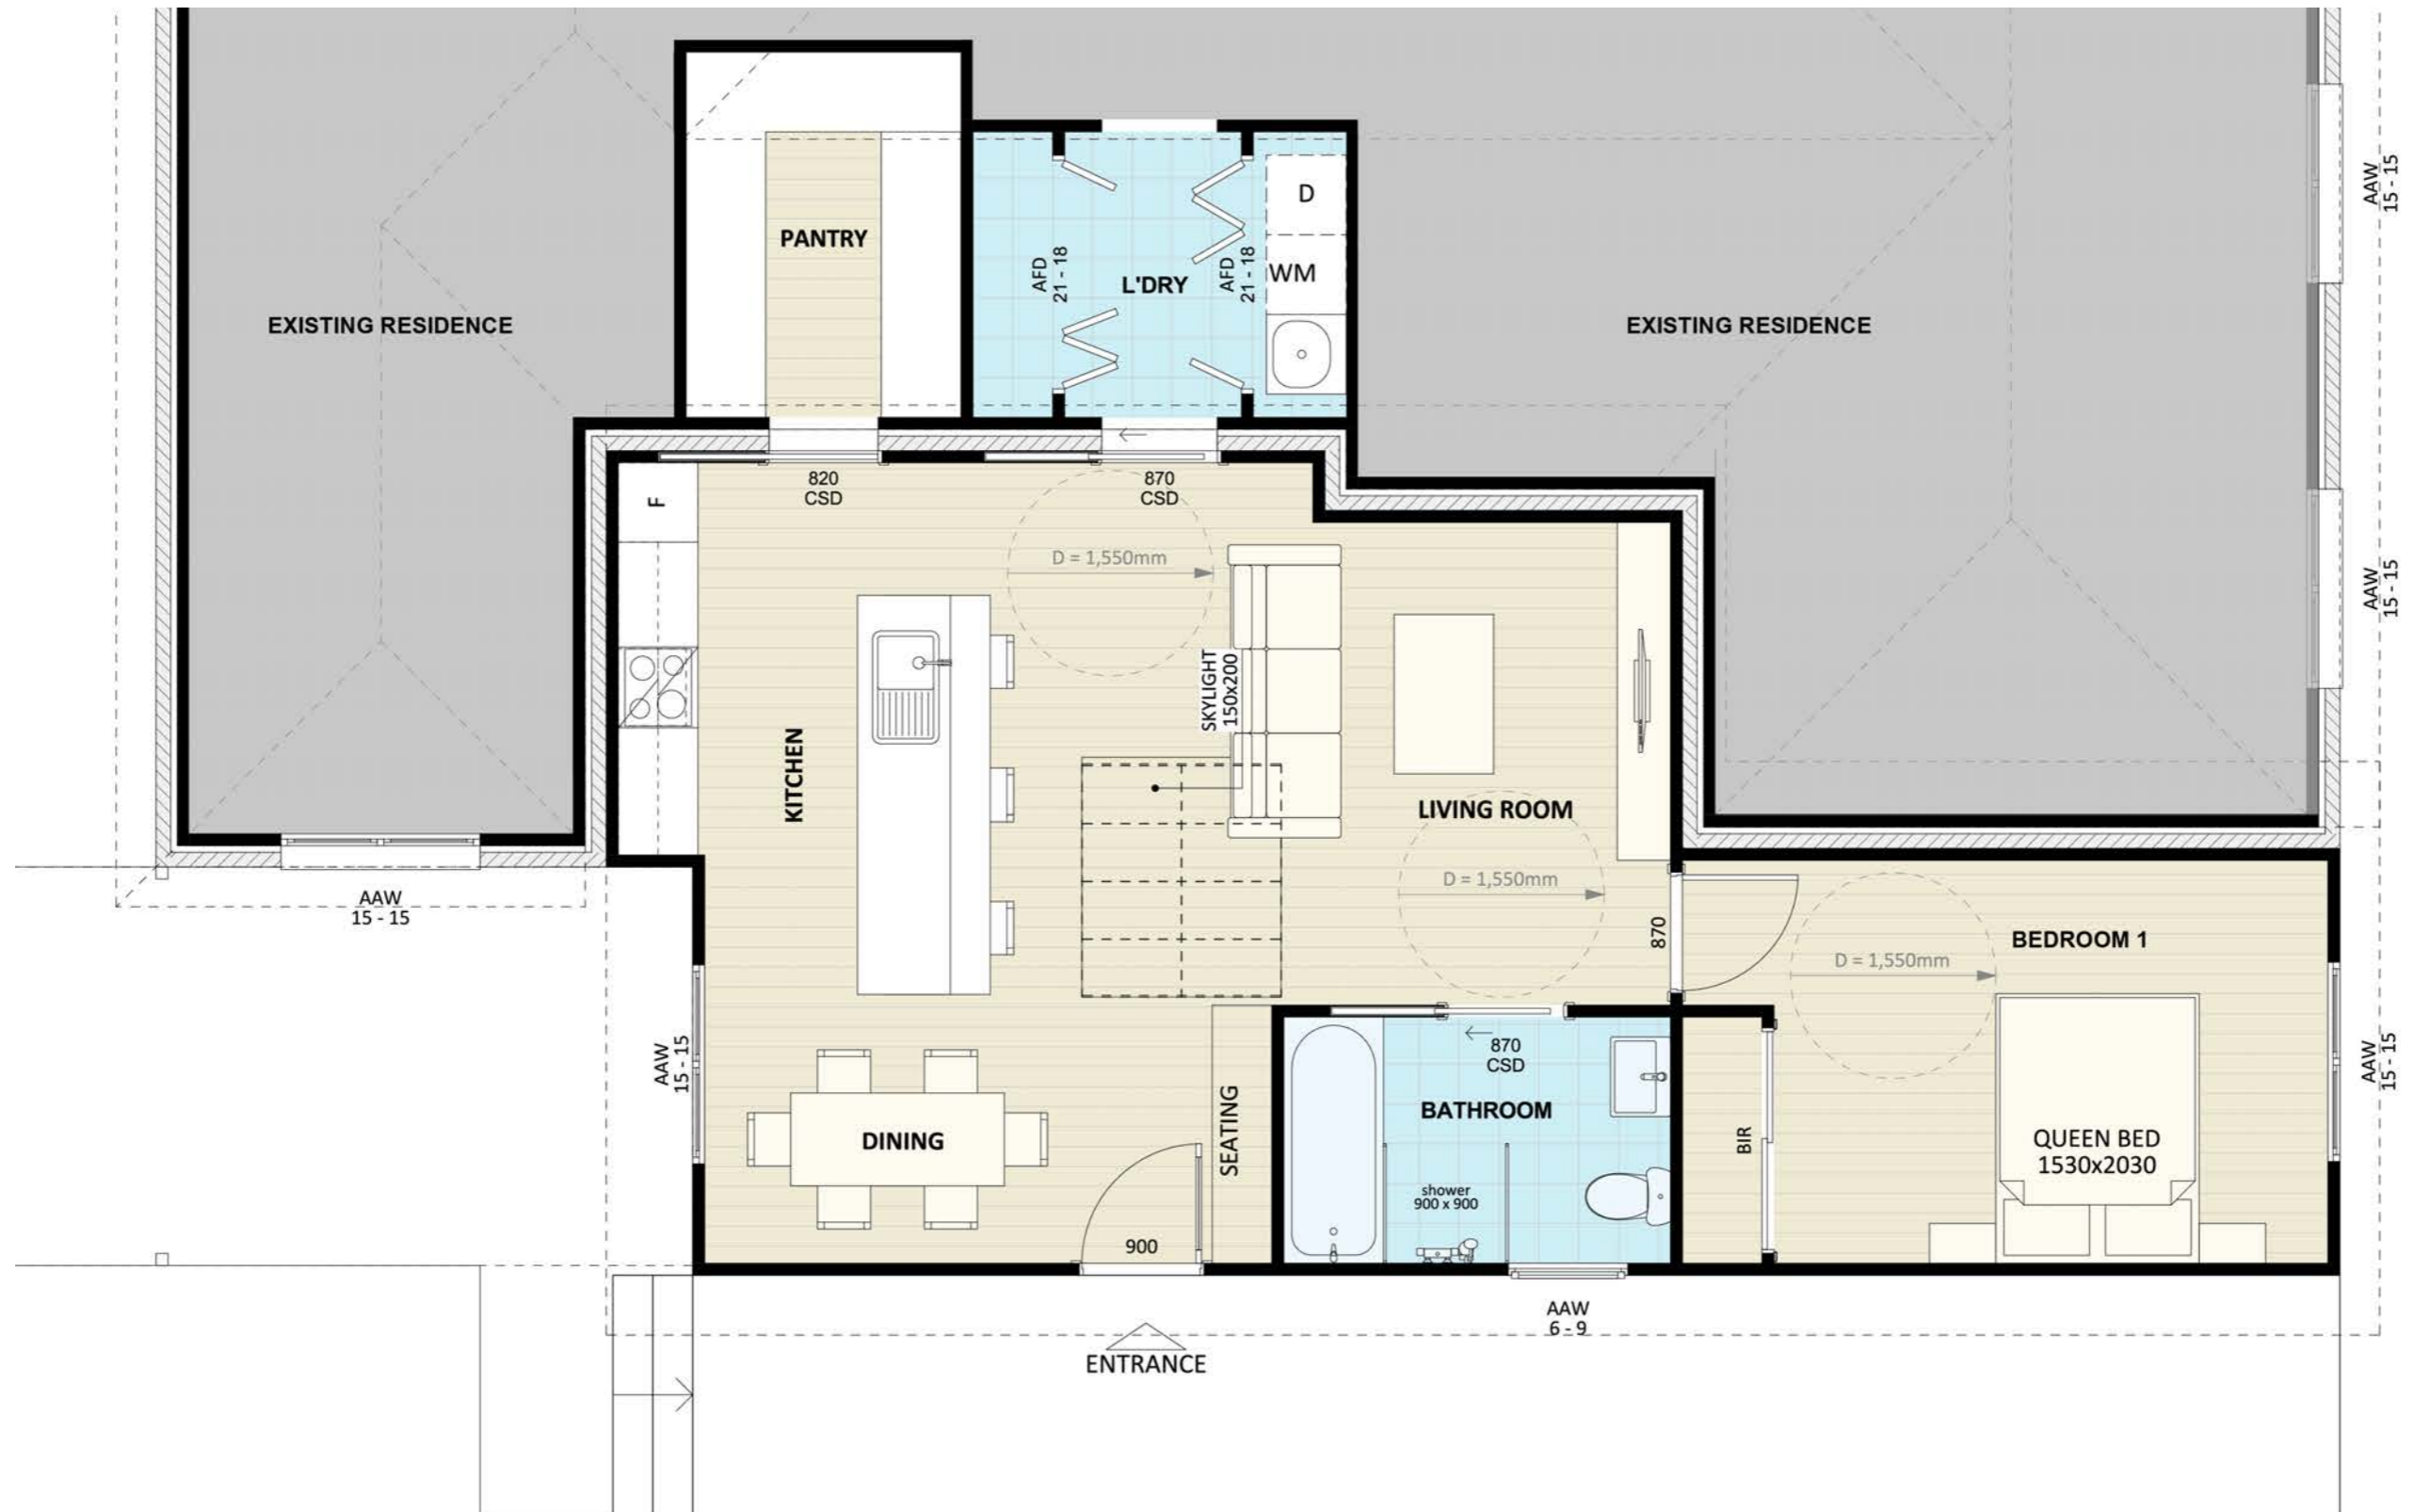 D
AAW
15 - 15
PANTRY
AFD
21 - 18
L'DRY
AFD
21 - 18
WM
EXISTING RESIDENCE
EXISTING RESIDENCE
820
CSD
870
CSD
F
D = 1,550mm
AAW
15 - 15
SKYLIGHT
150x200
KITCHEN
LIVING ROOM
D = 1,550mm
AAW
15 - 15
870
BEDROOM 1
D = 1,550mm
AAW
15 - 15
870
CSD
AAW
15 - 15
BATHROOM
SEATING
DINING
BIR
QUEEN BED
1530x2030
shower
900 x 900
900
AAW
6 - 9
ENTRANCE